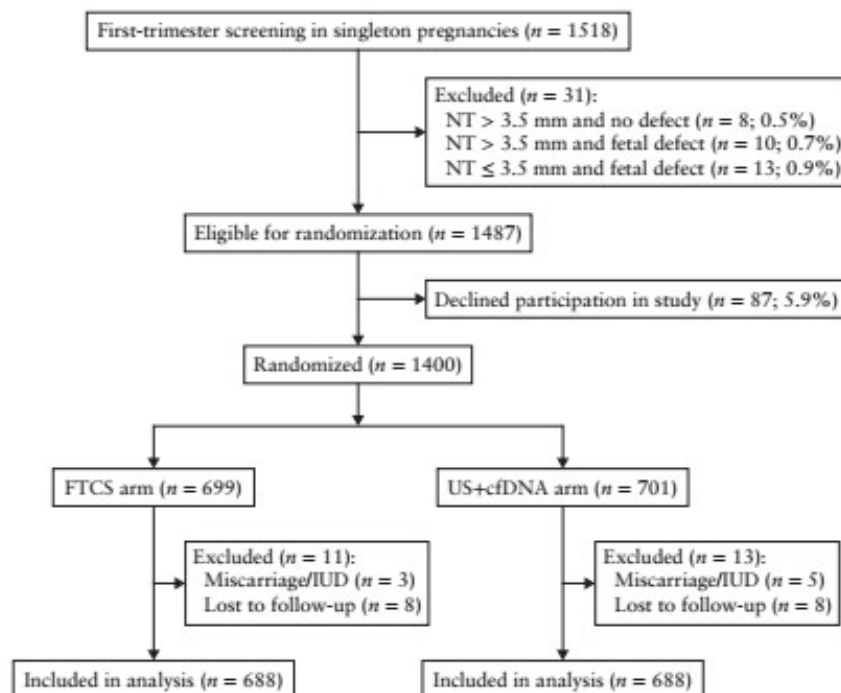 First-trimester screening in singleton pregnancies (n = 1518)
Excluded (n = 31):
NT > 3.5 mm and no defect (n = 8; 0.5%)
NT > 3.5 mm and fetal defect (n = 10; 0.7%)
NT ≤ 3.5 mm and fetal defect (n = 13; 0.9%)
Eligible for randomization (n = 1487)
Declined participation in study (n = 87; 5.9%)
Randomized (n = 1400)
FTCS arm (n = 699)
US+cfDNA arm (n = 701)
Excluded (n = 11):
Miscarriage/IUD (n = 3)
Lost to follow-up (n = 8)
Excluded (n = 13):
Miscarriage/IUD (n = 5)
Lost to follow-up (n = 8)
Included in analysis (n = 688)
Included in analysis (n = 688)